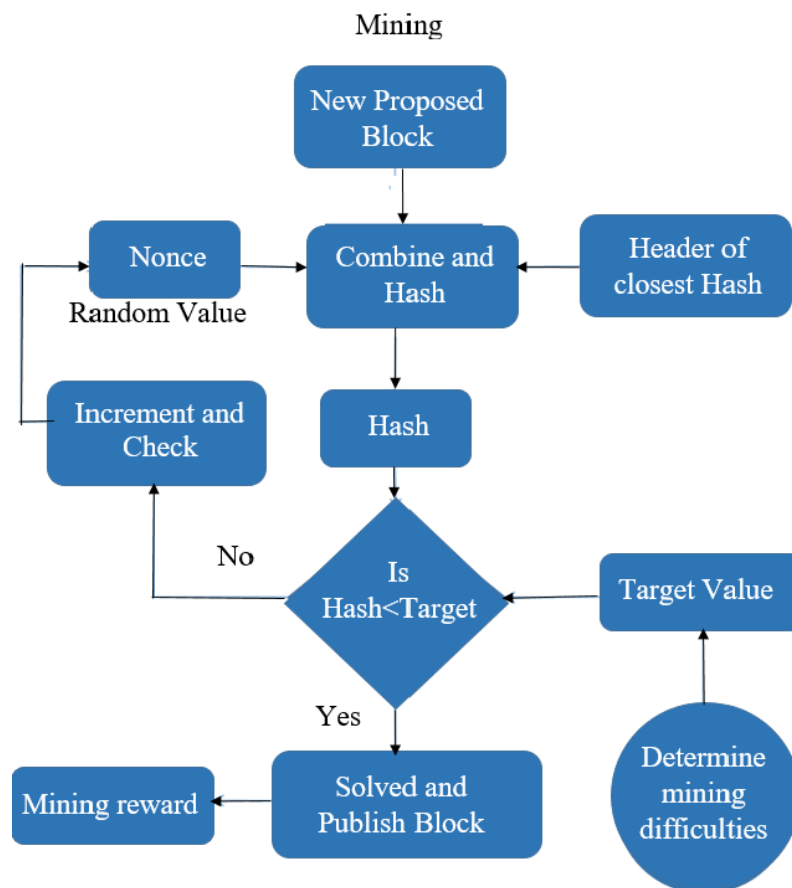 Mining
New Proposed
Block
Nonce
Random Value
Combine and
Hash
Header of
closest Hash
Increment and
Check
Hash
No
Is
Hash<Target
Target Value
Yes
Mining reward
Solved and
Publish Block
Determine
mining
difficulties